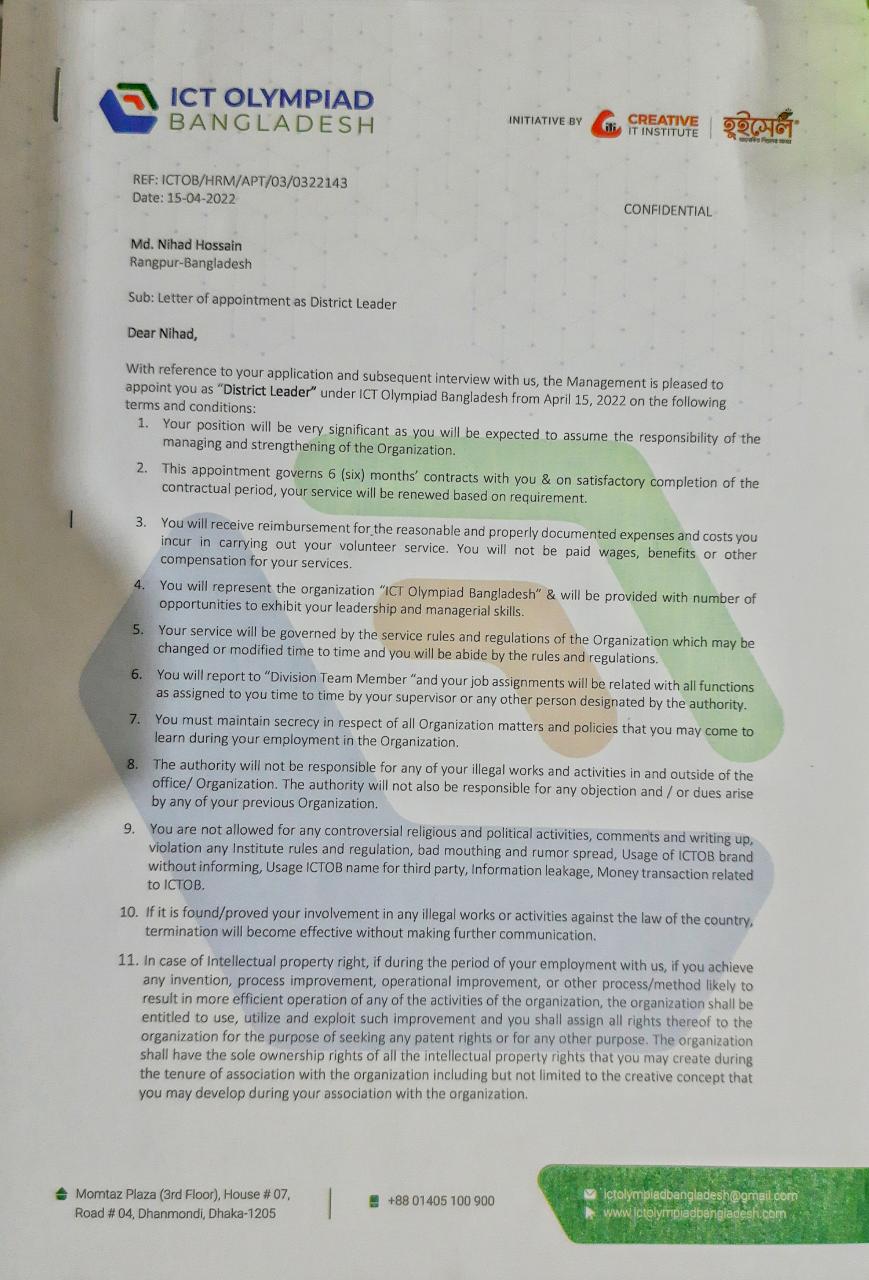 ICT OLYMPIAD
BANGLADESH
INITIATIVE BY
CREATIVE
IT INSTITUTE
হুইসেল
REF: ICTOB/HRM/APT/03/0322143
Date: 15-04-2022
CONFIDENTIAL
Md. Nihad Hossain
Rangpur-Bangladesh
Sub: Letter of appointment as District Leader
Dear Nihad,
With reference to your application and subsequent interview with us, the Management is pleased to
appoint you as “District Leader” under ICT Olympiad Bangladesh from April 15, 2022 on the following
terms and conditions:
1. Your position will be very significant as you will be expected to assume the responsibility of the
managing and strengthening of the Organization.
2. This appointment governs 6 (six) months’ contracts with you & on satisfactory completion of the
contractual period, your service will be renewed based on requirement.
3. You will receive reimbursement for the reasonable and properly documented expenses and costs you
incur in carrying out your volunteer service. You will not be paid wages, benefits or other
compensation for your services.
4. You will represent the organization “ICT Olympiad Bangladesh” & will be provided with number of
opportunities to exhibit your leadership and managerial skills.
5. Your service will be governed by the service rules and regulations of the Organization which may be
changed or modified time to time and you will be abide by the rules and regulations.
6. You will report to “Division Team Member “and your job assignments will be related with all functions
as assigned to you time to time by your supervisor or any other person designated by the authority.
7. You must maintain secrecy in respect of all Organization matters and policies that you may come to
learn during your employment in the Organization.
8. The authority will not be responsible for any of your illegal works and activities in and outside of the
office/ Organization. The authority will not also be responsible for any objection and / or dues arise
by any of your previous Organization.
9. You are not allowed for any controversial religious and political activities, comments and writing up,
violation any Institute rules and regulation, bad mouthing and rumor spread, Usage of ICTOB brand
without informing, Usage ICTOB name for third party, Information leakage, Money transaction related
to ICTOB.
10. If it is found/proved your involvement in any illegal works or activities against the law of the country,
termination will become effective without making further communication.
11. In case of Intellectual property right, if during the period of your employment with us, if you achieve
any invention, process improvement, operational improvement, or other process/method likely to
result in more efficient operation of any of the activities of the organization, the organization shall be
entitled to use, utilize and exploit such improvement and you shall assign all rights thereof to the
organization for the purpose of seeking any patent rights or for any other purpose. The organization
shall have the sole ownership rights of all the intellectual property rights that you may create during
the tenure of association with the organization including but not limited to the creative concept that
you may develop during your association with the organization.
Momtaz Plaza (3rd Floor), House # 07,
Road # 04, Dhanmondi, Dhaka-1205
+88 01405 100 900
ictolympiadbangladesh@gmail.com
www.ictolympiadbangladesh.com